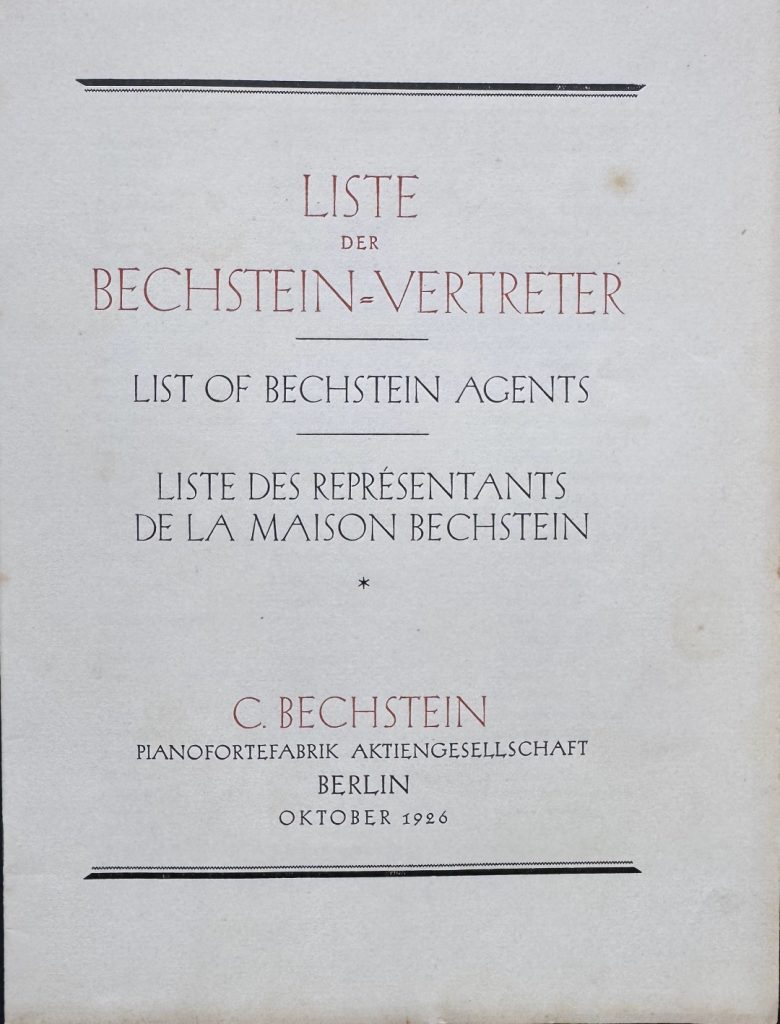 LISTE
DER
BECHSTEIN=VERTRETER
LIST OF BECHSTEIN AGENTS
LISTE DES REPRÉSENTANTS
DE LA MAISON BECHSTEIN
*
C. BECHSTEIN
PIANOFORTEFABRIK AKTIENGESELLSCHAFT
BERLIN
OKTOBER 1926